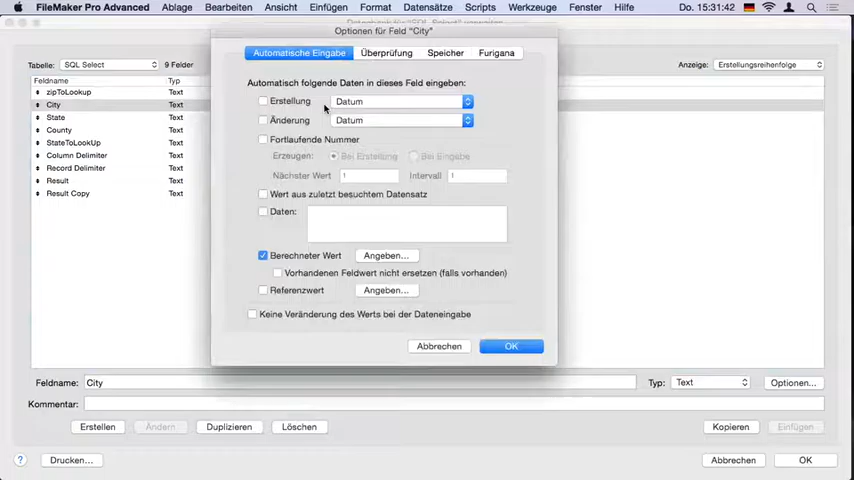 FileMaker Pro Advanced Ablage Bearbeiten Ansicht Einfügen Format Datensätze Scripts Werkzeuge Fenster Hilfe Do. 15:31:42
Optionen für Feld "City"
Automatische Eingabe Überprüfung Speicher Furigana
Tabelle: SQL Select 9 Felder Anzeige: Erstellungsreihenfolge
Feldname Typ
zipToLookup Text
City Text
State Text
County Text
StateToLookUp Text
Column Delimiter Text
Record Delimiter Text
Result Text
Result Copy Text
Automatisch folgende Daten in dieses Feld eingeben:
Erstellung Datum
Änderung Datum
Fortlaufende Nummer
Erzeugen: Bei Erstellung Bei Eingabe
Nächster Wert 1 Intervall 1
Wert aus zuletzt besuchtem Datensatz
Daten:
Berechneter Wert Angeben...
Vorhandenen Feldwert nicht ersetzen (falls vorhanden)
Referenzwert Angeben...
Keine Veränderung des Werts bei der Dateneingabe
Abbrechen OK
Feldname: City Typ: Text Optionen...
Kommentar:
Erstellen Ändern Duplizieren Löschen Kopieren Einfügen
? Drucken... Abbrechen OK